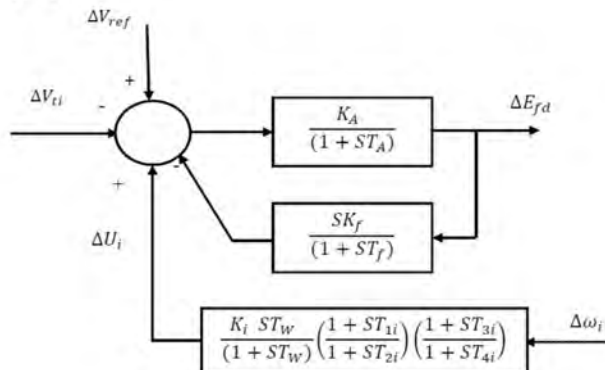 ΔV_ref
+
ΔV_ti
-
K_A
(1 + ST_A)
ΔE_fd
+
-
SK_f
(1 + ST_f)
ΔU_i
K_i ST_W
(1 + ST_W)
(1 + ST_1i
1 + ST_2i)
(1 + ST_3i
1 + ST_4i)
Δω_i